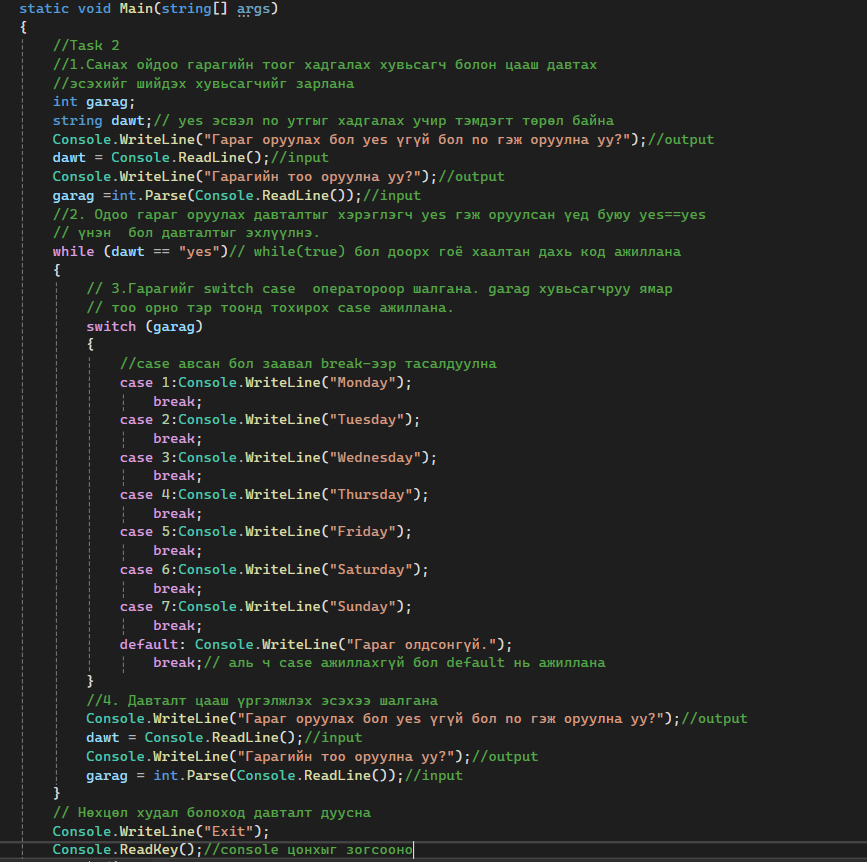 static void Main(string[] args)
{
//Task 2
//1.Санах ойдоо гарагийн тоог хадгалах хувьсагч болон цааш давтах
//эсэхийг шийдэх хувьсагчийг зарлана
int garag;
string dawt;// yes эсвэл no утгыг хадгалах учир тэмдэгт төрөл байна
Console.WriteLine("Гараг оруулах бол yes үгүй бол no гэж оруулна уу?");//output
dawt = Console.ReadLine();//input
Console.WriteLine("Гарагийн тоо оруулна уу?");//output
garag =int.Parse(Console.ReadLine());//input
//2. Одоо гараг оруулах давталтыг хэрэглэгч yes гэж оруулсан үед буюу yes==yes
// үнэн  бол давталтыг эхлүүлнэ.
while (dawt == "yes")// while(true) бол доорх гоё хаалтан дахь код ажиллана
{
// 3.Гарагийг switch case  оператороор шалгана. garag хувьсагчруу ямар
// тоо орно тэр тоонд тохирох case ажиллана.
switch (garag)
{
//case авсан бол заавал break-ээр тасалдуулна
case 1:Console.WriteLine("Monday");
break;
case 2:Console.WriteLine("Tuesday");
break;
case 3:Console.WriteLine("Wednesday");
break;
case 4:Console.WriteLine("Thursday");
break;
case 5:Console.WriteLine("Friday");
break;
case 6:Console.WriteLine("Saturday");
break;
case 7:Console.WriteLine("Sunday");
break;
default: Console.WriteLine("Гараг олдсонгүй.");
break;// аль ч case ажиллахгүй бол default нь ажиллана
}
//4. Давталт цааш үргэлжлэх эсэхээ шалгана
Console.WriteLine("Гараг оруулах бол yes үгүй бол no гэж оруулна уу?");//output
dawt = Console.ReadLine();//input
Console.WriteLine("Гарагийн тоо оруулна уу?");//output
garag = int.Parse(Console.ReadLine());//input
}
// Нөхцөл худал болоход давталт дуусна
Console.WriteLine("Exit");
Console.ReadKey();//console цонхыг зогсооно